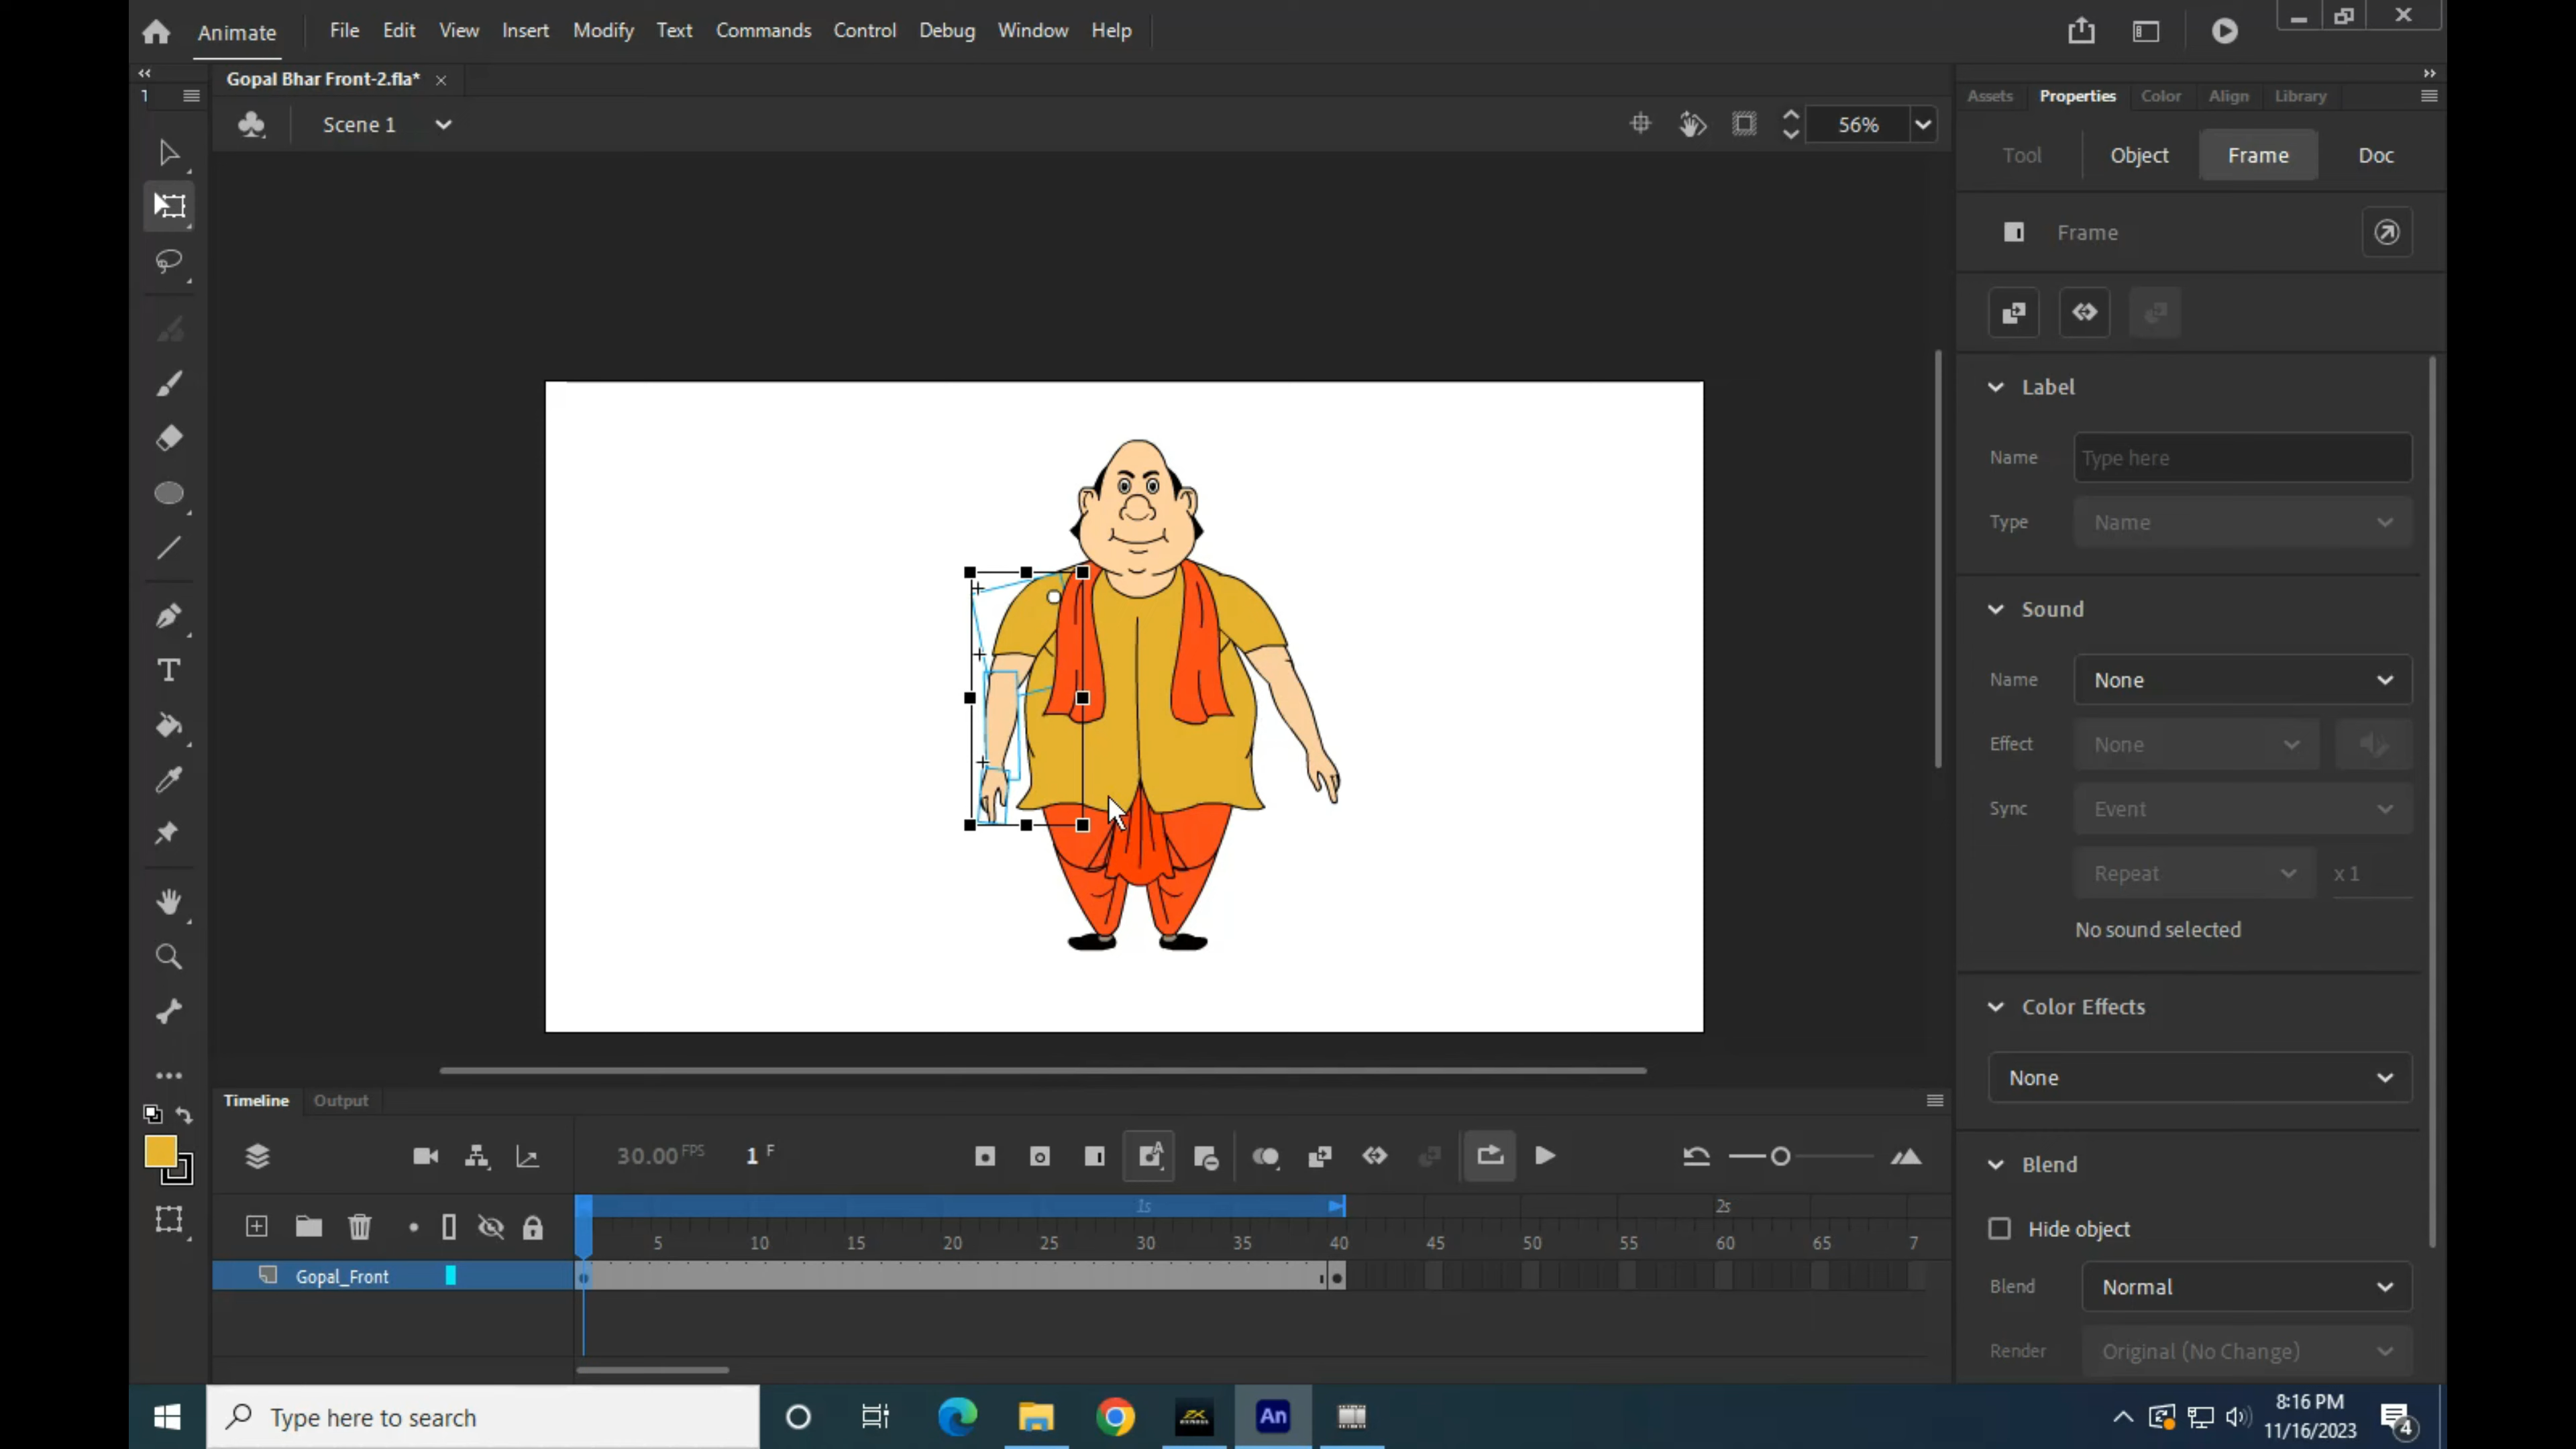 Animate File Edit View Insert Modify Text Commands Control Debug Window Help
Gopal Bhar Front-2.fla*
Assets Properties Color Align Library
Scene 1
56%
Tool Object Frame Doc
Frame
Label
Name Type here
Type Name
Sound
Name None
Effect None
Sync Event
Repeat x 1
No sound selected
Color Effects
None
Timeline Output
30.00 FPS 1 F
Blend
Hide object
1s 2s
5 10 15 20 25 30 35 40 45 50 55 60 65 7
Gopal_Front
Blend Normal
Render Original (No Change)
Type here to search
An
8:16 PM
11/16/2023
4